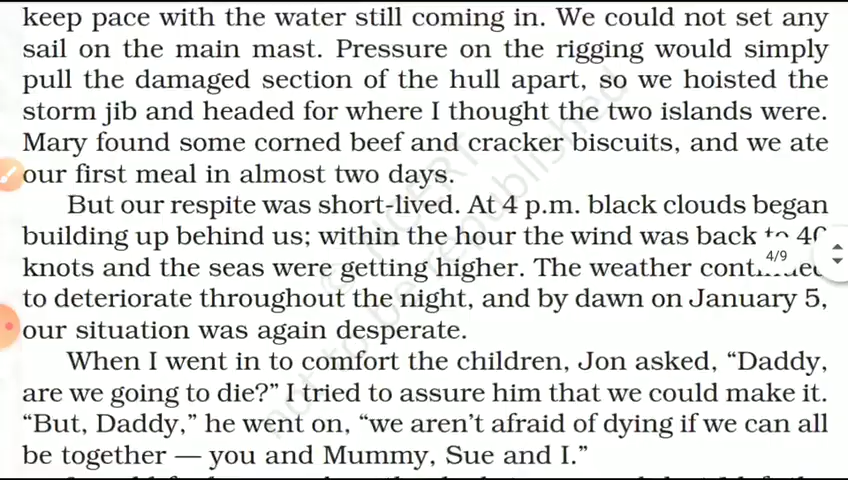 keep pace with the water still coming in. We could not set any
sail on the main mast. Pressure on the rigging would simply
pull the damaged section of the hull apart, so we hoisted the
storm jib and headed for where I thought the two islands were.
Mary found some corned beef and cracker biscuits, and we ate
our first meal in almost two days.
But our respite was short-lived. At 4 p.m. black clouds began
building up behind us; within the hour the wind was back
4/9
knots and the seas were getting higher. The weather
to deteriorate throughout the night, and by dawn on January 5,
our situation was again desperate.
When I went in to comfort the children, Jon asked, “Daddy,
are we going to die?” I tried to assure him that we could make it.
“But, Daddy,” he went on, “we aren’t afraid of dying if we can all
be together — you and Mummy, Sue and I.”
© NCERT
not to be republished